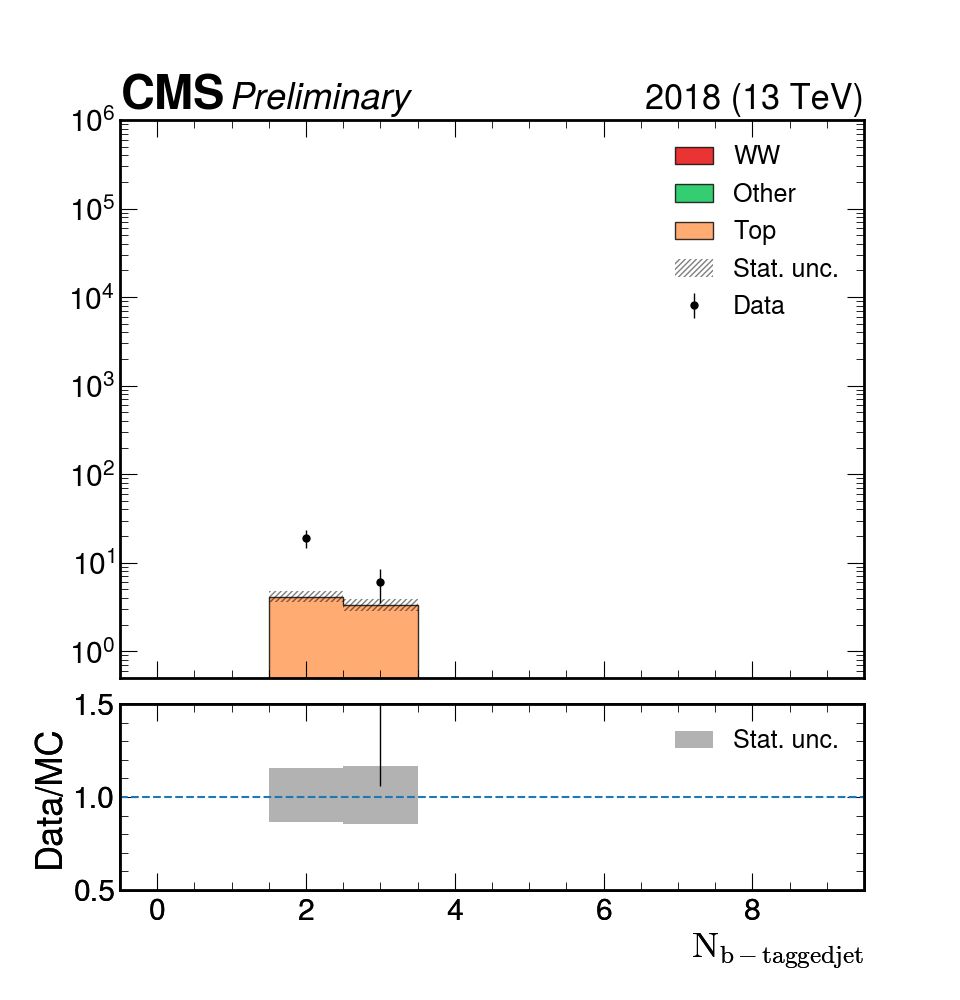 CMS Preliminary 2018 (13 TeV)
10^6
10^5
10^4
10^3
10^2
10^1
10^0
WW
Other
Top
Stat. unc.
Data
1.5
1.0
0.5
Data/MC
Stat. unc.
0 2 4 6 8
N_{b-taggedjet}